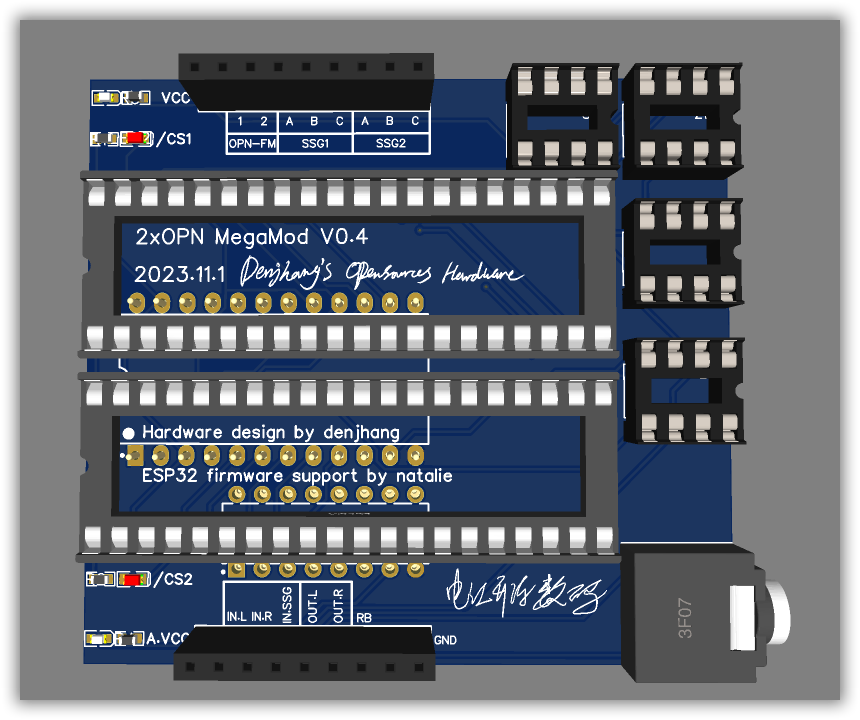 VCC
/CS1
1 2 A B C A B C
OPN-FM SSG1 SSG2
2xOPN MegaMod V0.4
2023.11.1 Denjhang's Opensources Hardware
Hardware design by denjhang
ESP32 firmware support by natalie
/CS2
IN.L IN.R IN.SSG OUT.L OUT.R RB
A.VCC
GND
3F07